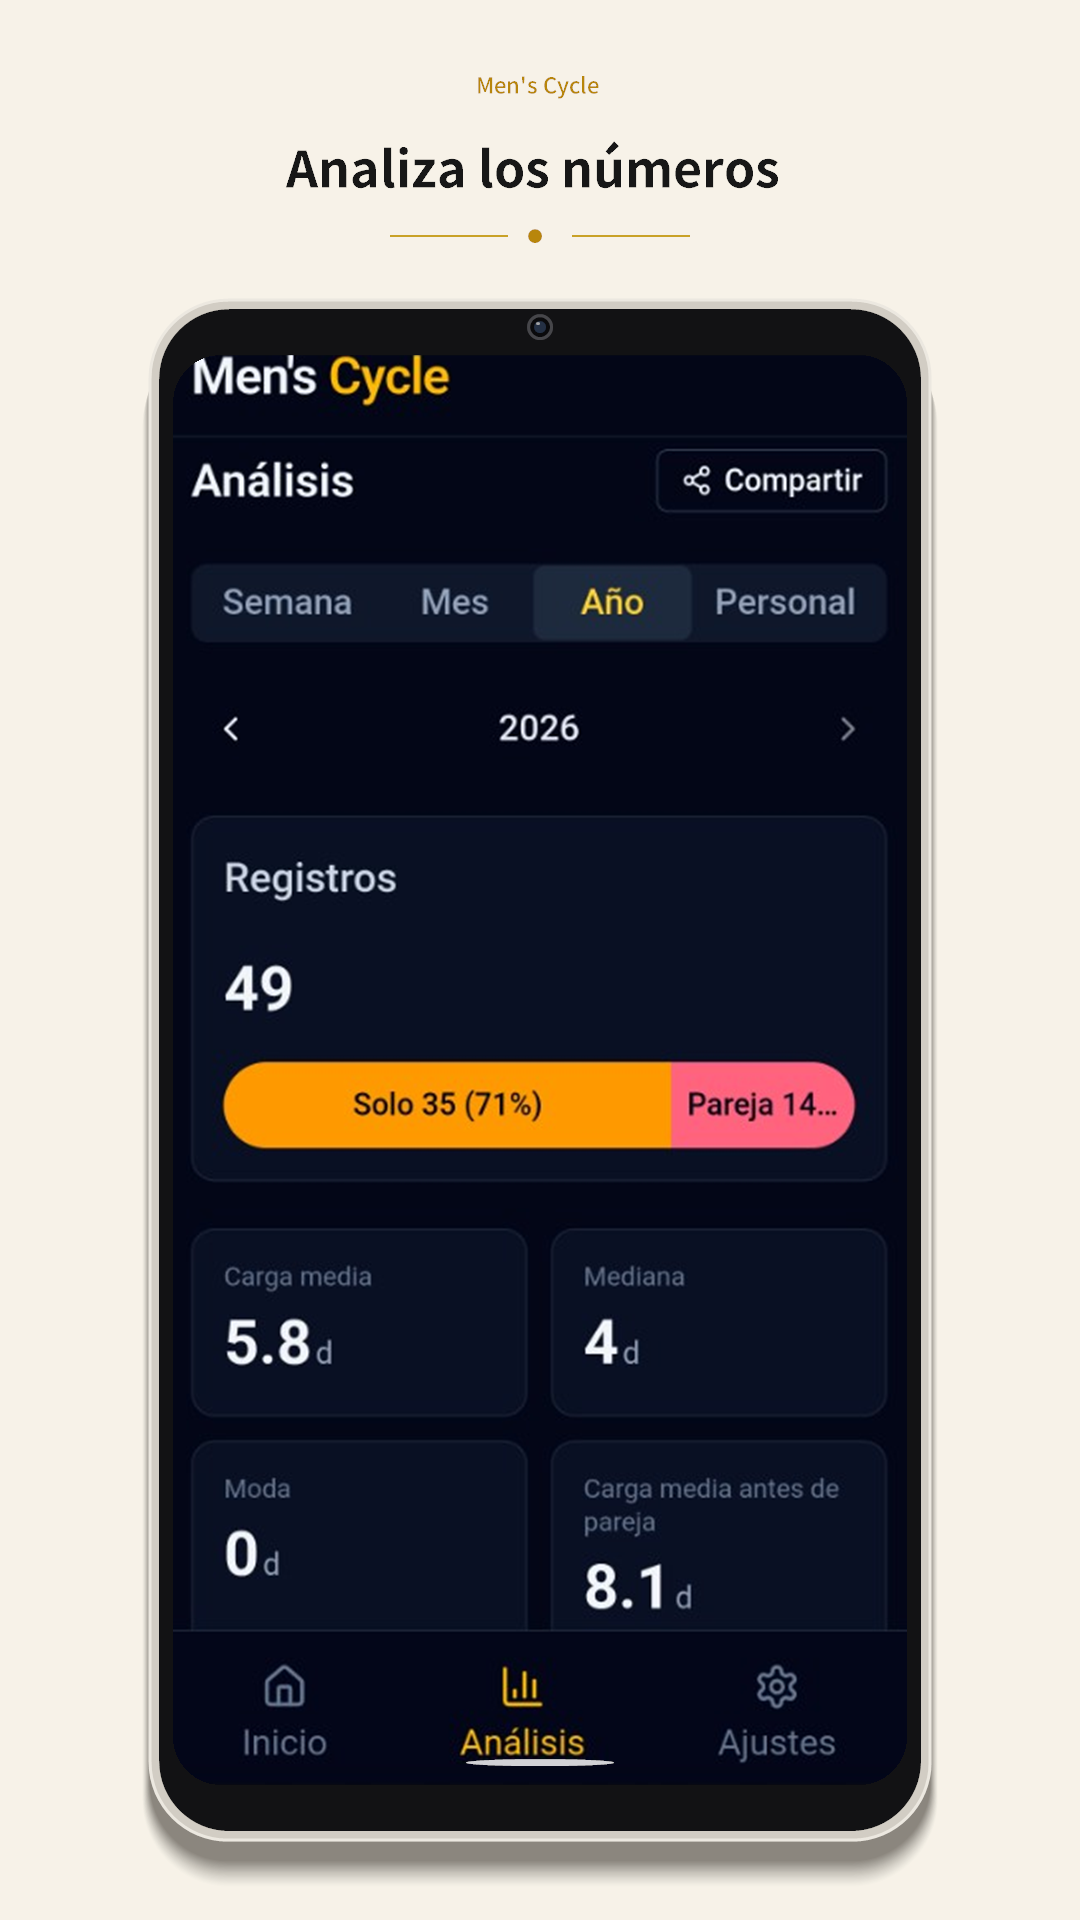 Men's Cycle
Analiza los números
Men's Cycle
Análisis
Compartir
Semana Mes Año Personal
2026
Registros
49
Solo 35 (71%) Pareja 14...
Carga media Mediana
5.8 d 4 d
Moda
0 d
Carga media antes de
pareja
8.1 d
Inicio Análisis Ajustes